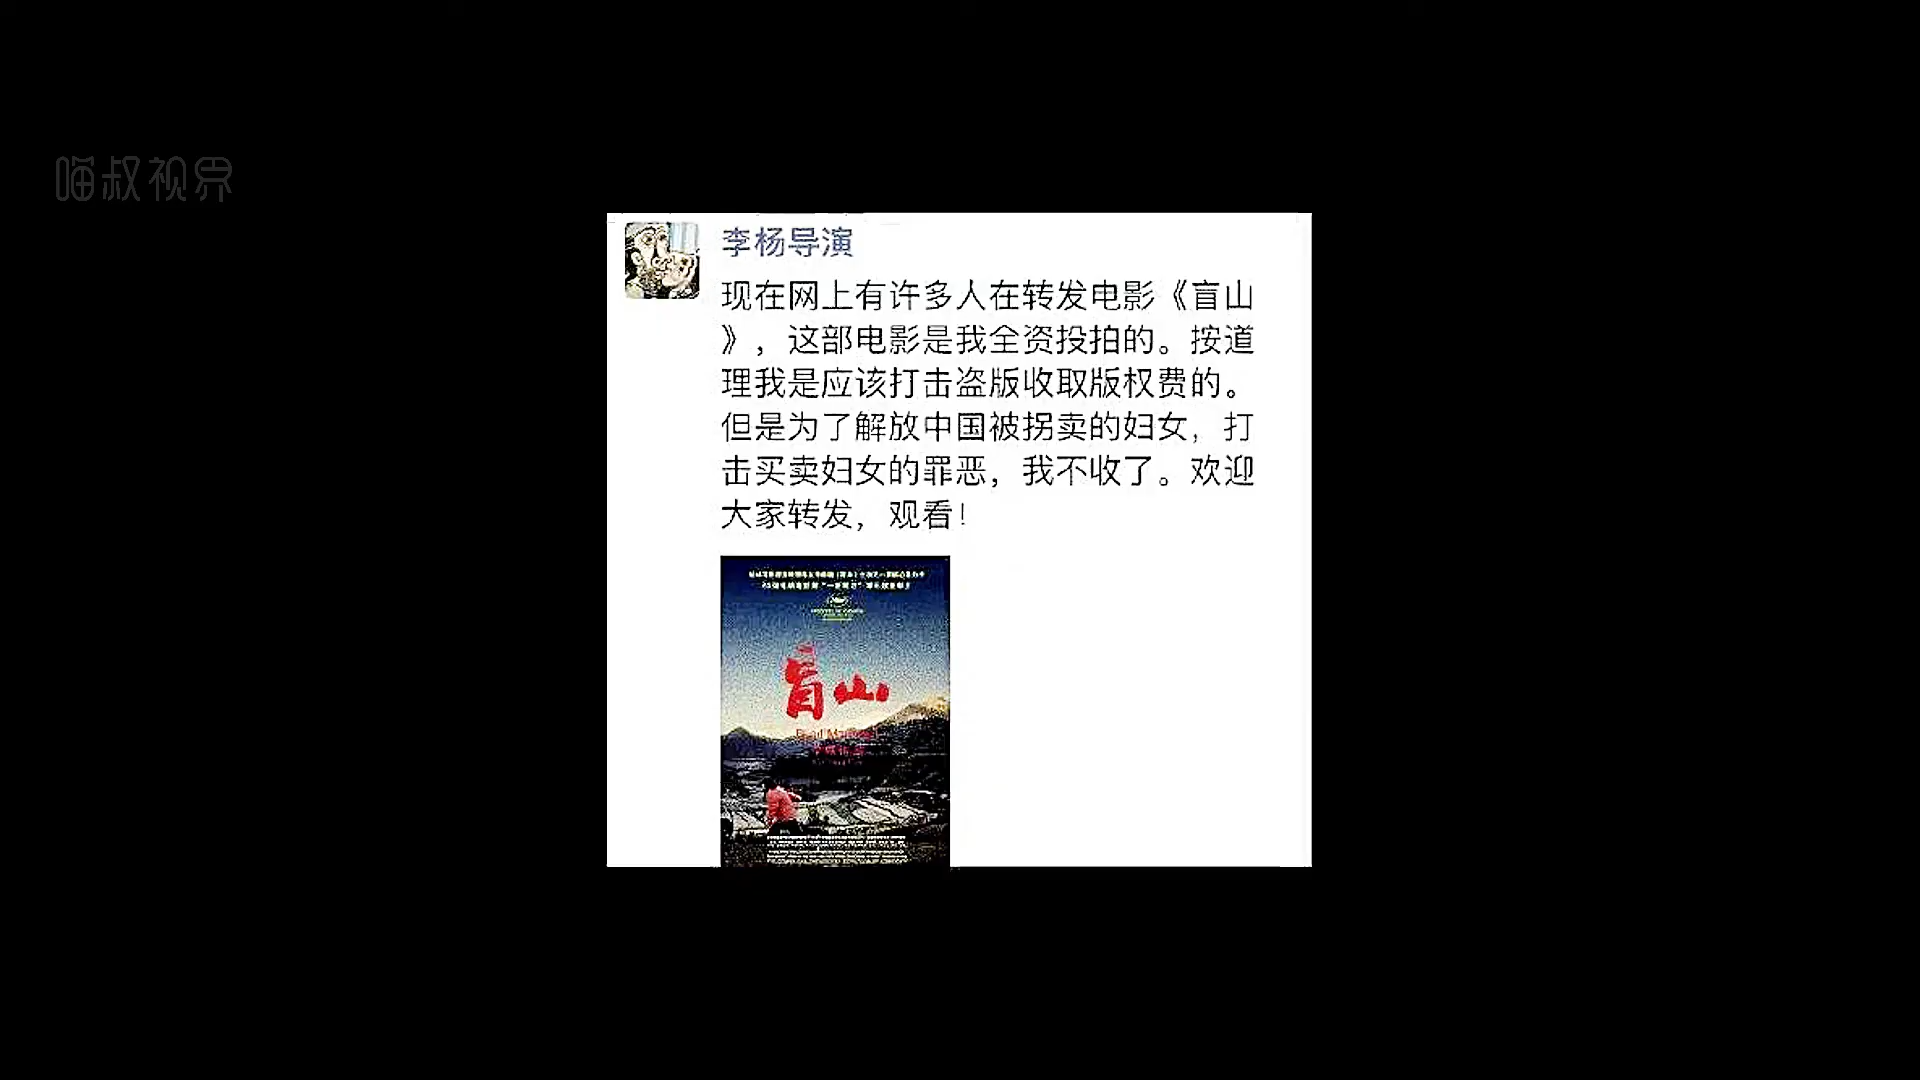 喵叔视界
李杨导演
现在网上有许多人在转发电影《盲山
》，这部电影是我全资投拍的。按道
理我是应该打击盗版收取版权费的。
但是为了解放中国被拐卖的妇女，打
击买卖妇女的罪恶，我不收了。欢迎
大家转发，观看！
盲山